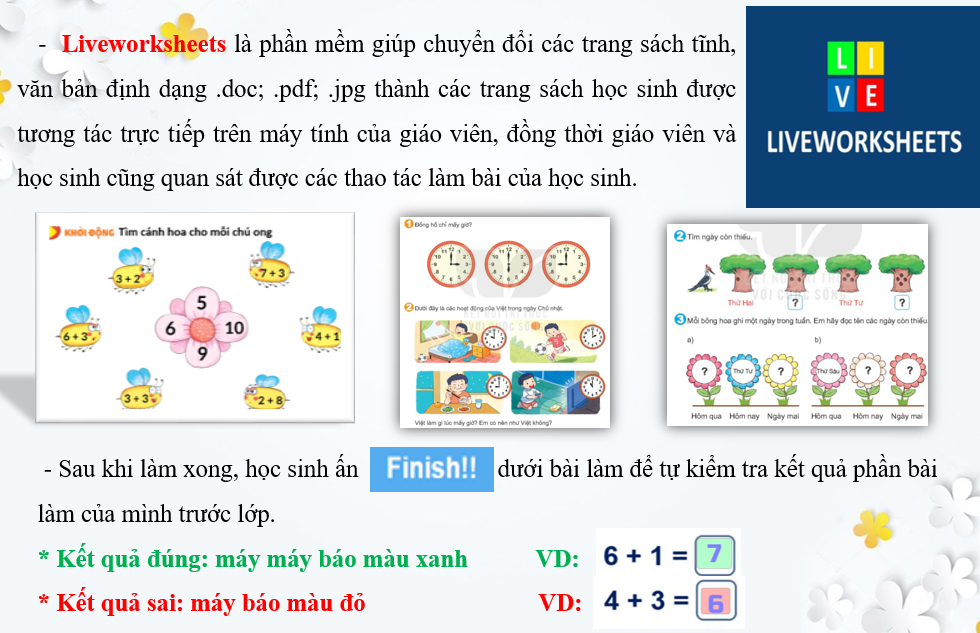 - Liveworksheets là phần mềm giúp chuyển đổi các trang sách tĩnh,
văn bản định dạng .doc; .pdf; .jpg thành các trang sách học sinh được
tương tác trực tiếp trên máy tính của giáo viên, đồng thời giáo viên và
học sinh cũng quan sát được các thao tác làm bài của học sinh.
LIVE
LIVEWORKSHEETS
KHỞI ĐỘNG Tìm cánh hoa cho mỗi chú ong
3 + 2
7 + 3
5
6 10
9
6 + 3
4 + 1
3 + 3
2 + 8
1 Đồng hồ chỉ mấy giờ?
2 Dưới đây là các hoạt động của Việt trong ngày Chủ nhật.
Việt làm gì lúc mấy giờ? Em có nên như Việt không?
2 Tìm ngày còn thiếu.
Thứ Hai ? Thứ Tư ?
3 Mỗi bông hoa ghi một ngày trong tuần. Em hãy đọc tên các ngày còn thiếu
a) b)
? Thứ Tư ? Thứ Sáu ? ?
Hôm qua Hôm nay Ngày mai Hôm qua Hôm nay Ngày mai
- Sau khi làm xong, học sinh ấn Finish!! dưới bài làm để tự kiểm tra kết quả phần bài
làm của mình trước lớp.
* Kết quả đúng: máy máy báo màu xanh VD: 6 + 1 = 7
* Kết quả sai: máy báo màu đỏ VD: 4 + 3 = 6